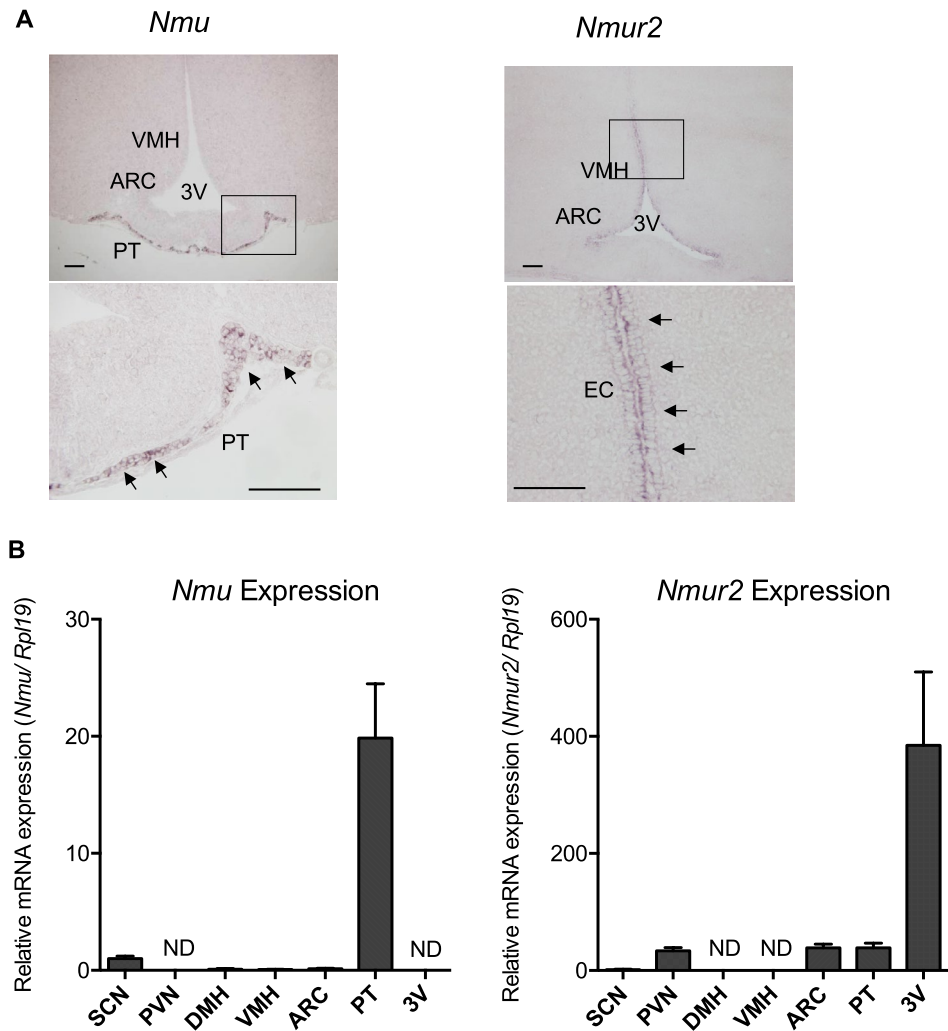 A
Nmu
Nmur2
VMH
ARC
3V
PT
VMH
ARC
3V
PT
EC
B
Nmu Expression
Relative mRNA expression (Nmu/ Rpl19)
30
20
10
0
ND
ND
SCN
PVN
DMH
VMH
ARC
PT
3V
Nmur2 Expression
Relative mRNA expression (Nmur2/ Rpl19)
600
400
200
0
ND
ND
SCN
PVN
DMH
VMH
ARC
PT
3V